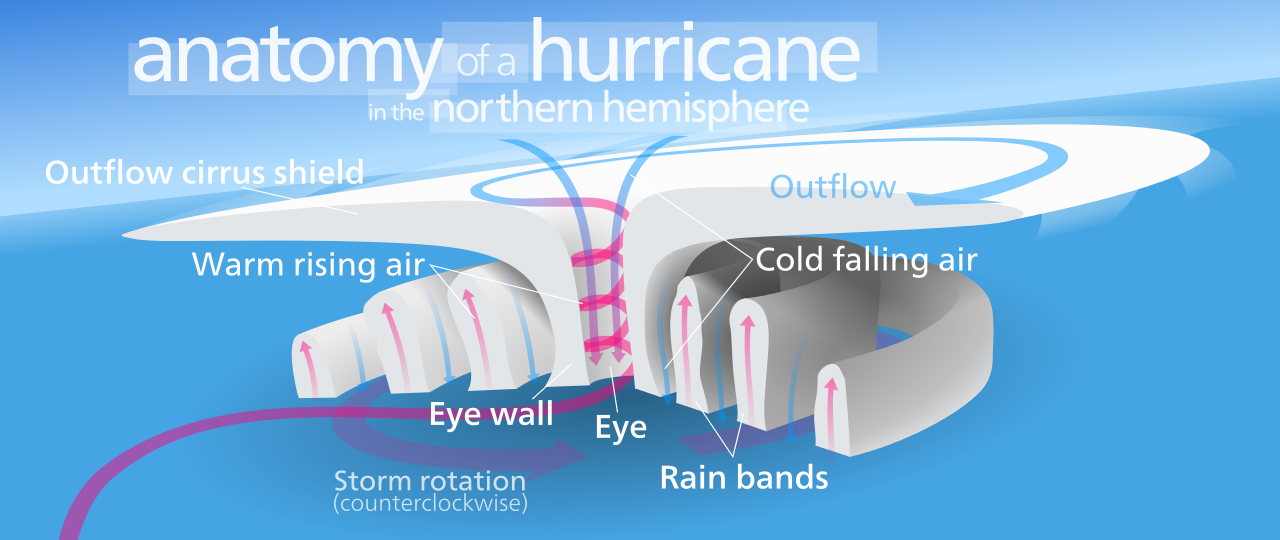 anatomy of a hurricane
in the northern hemisphere
Outflow cirrus shield
Outflow
Warm rising air
Cold falling air
Eye wall
Eye
Rain bands
Storm rotation
(counterclockwise)